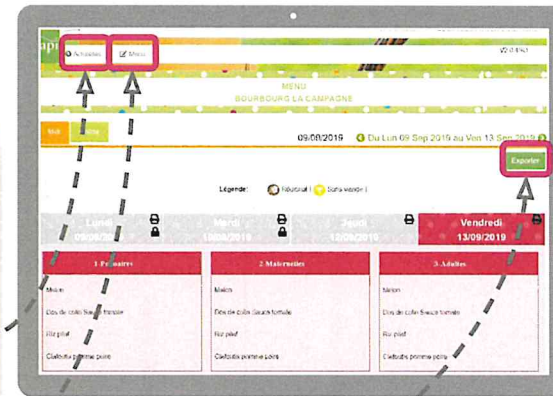 api
Actualités
Menu
MENU
BOURBOURG LA CAMPAGNE
Midi
09/09/2019
Du Lun 09 Sep 2019 au Ven 13 Sep 2019
Exporter
Légende:
Sans viande
Lundi
Mardi
Jeudi
Vendredi
09/09/2019
10/09/2019
12/09/2019
13/09/2019
1-Primaires
2-Maternelles
3-Adultes
Melon
Melon
Melon
Dos de colin Sauce tomate
Dos de colin Sauce tomate
Dos de colin Sauce tomate
Riz pilaf
Riz pilaf
Riz pilaf
Clafoutis pomme poire
Clafoutis pomme poire
Clafoutis pomme poire